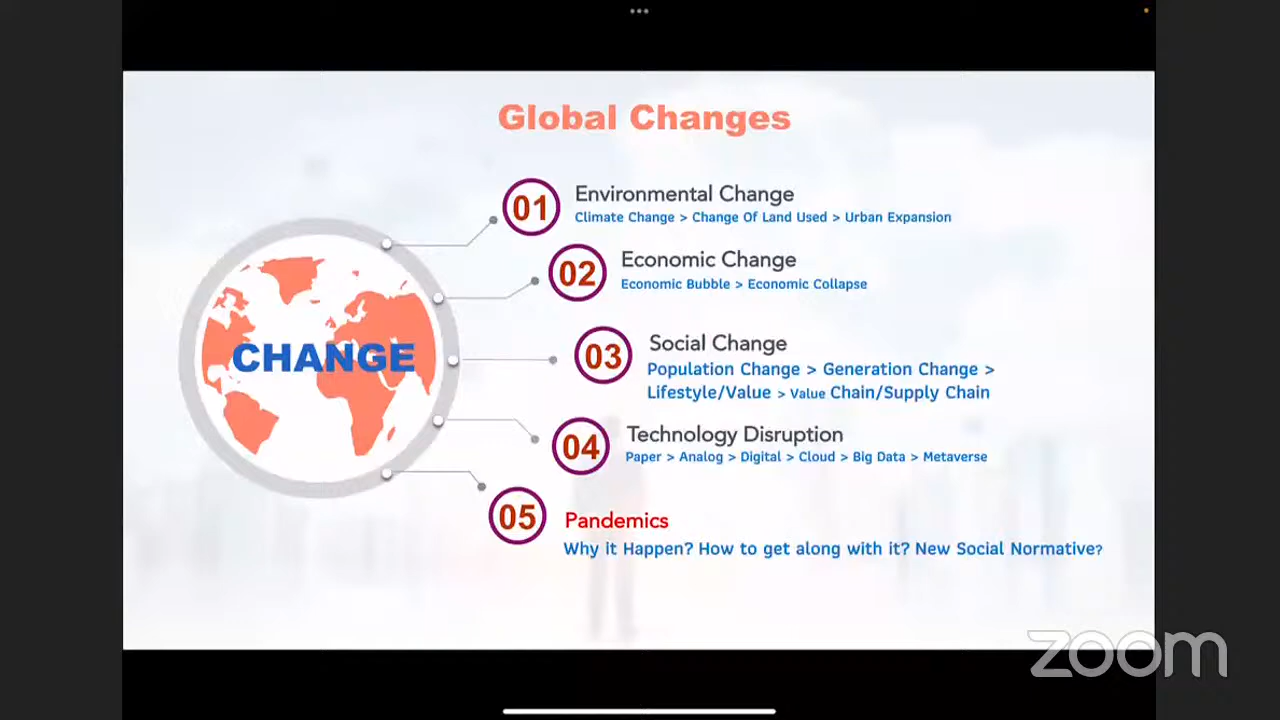 Global Changes
CHANGE
01
Environmental Change
Climate Change > Change Of Land Used > Urban Expansion
02
Economic Change
Economic Bubble > Economic Collapse
03
Social Change
Population Change > Generation Change >
Lifestyle/Value > Value Chain/Supply Chain
04
Technology Disruption
Paper > Analog > Digital > Cloud > Big Data > Metaverse
05
Pandemics
Why it Happen? How to get along with it? New Social Normative?
zoom